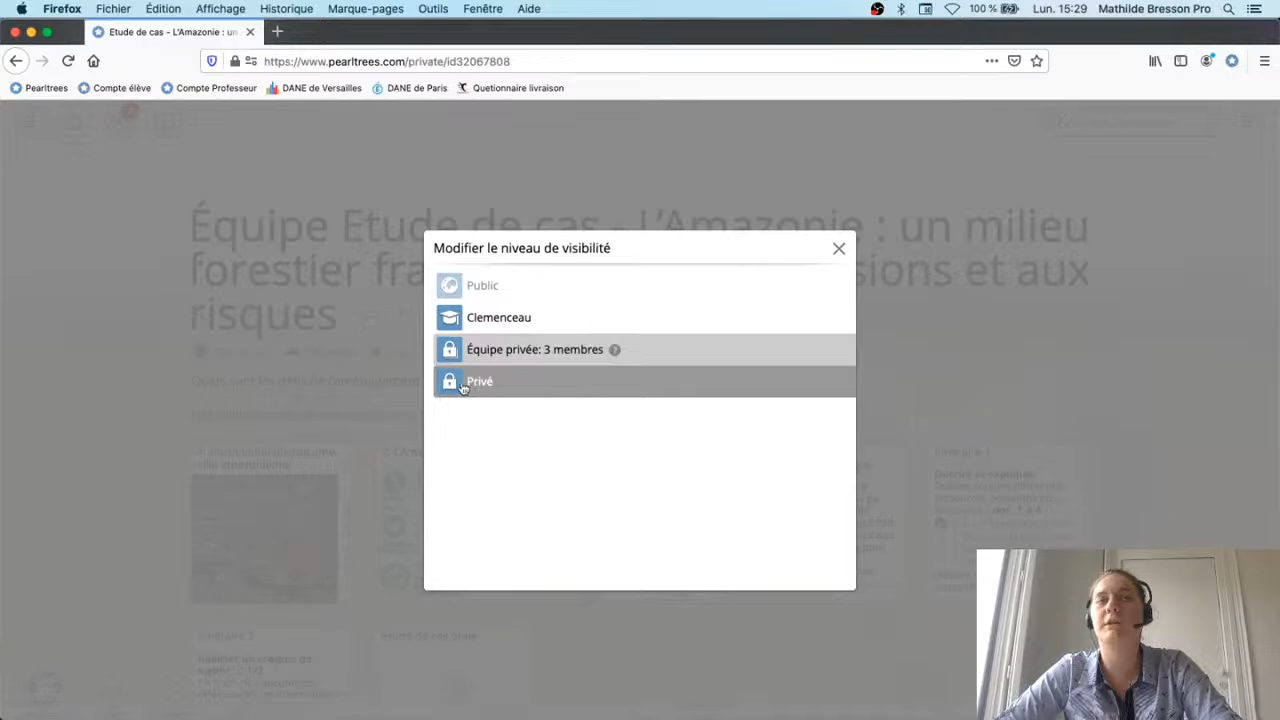 Firefox Fichier Édition Affichage Historique Marque-pages Outils Fenêtre Aide 100 % Lun. 15:29 Mathilde Bresson Pro
Etude de cas - L'Amazonie : un
https://www.pearltrees.com/private/id32067808
Pearltrees Compte élève Compte Professeur DANE de Versailles DANE de Paris Quetionnaire livraison
Équipe Etude de cas - L'Amazonie : un milieu
forestier fra sions et aux
risques
Modifier le niveau de visibilité
Public
Clemenceau
Équipe privée: 3 membres ?
Privé